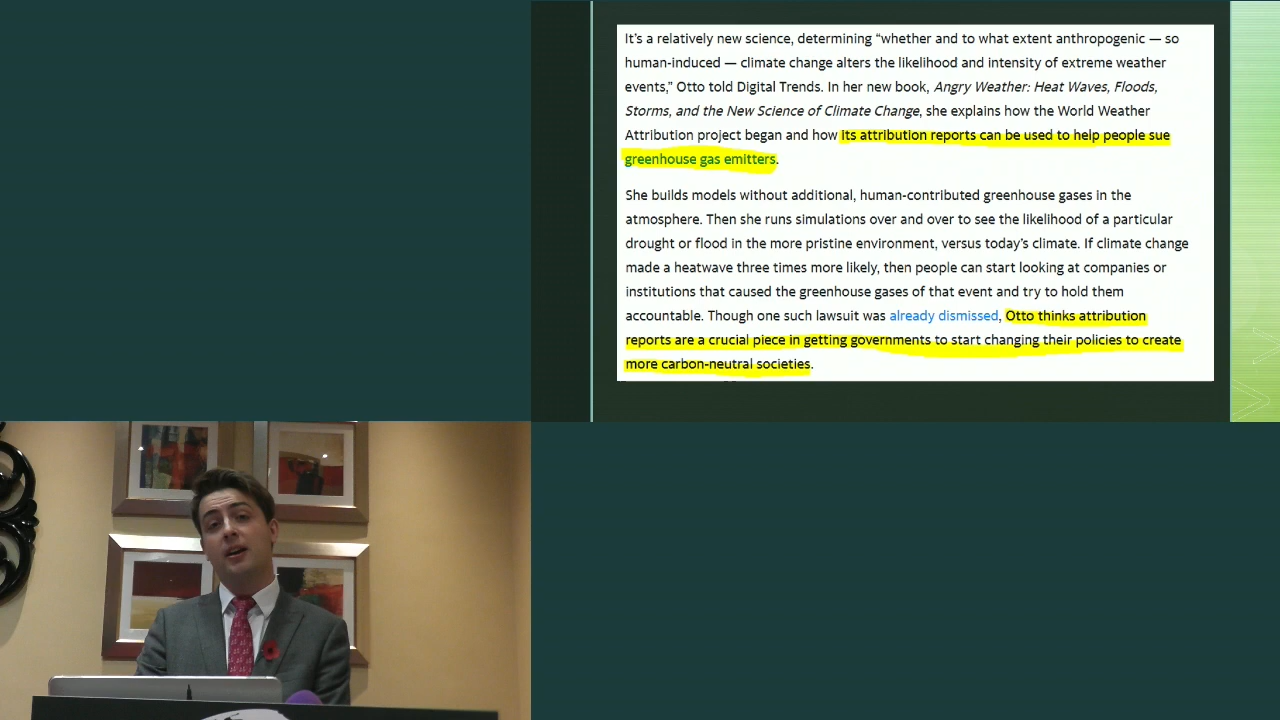 It's a relatively new science, determining “whether and to what extent anthropogenic — so
human-induced — climate change alters the likelihood and intensity of extreme weather
events,” Otto told Digital Trends. In her new book, Angry Weather: Heat Waves, Floods,
Storms, and the New Science of Climate Change, she explains how the World Weather
Attribution project began and how its attribution reports can be used to help people sue
greenhouse gas emitters.
She builds models without additional, human-contributed greenhouse gases in the
atmosphere. Then she runs simulations over and over to see the likelihood of a particular
drought or flood in the more pristine environment, versus today's climate. If climate change
made a heatwave three times more likely, then people can start looking at companies or
institutions that caused the greenhouse gases of that event and try to hold them
accountable. Though one such lawsuit was already dismissed, Otto thinks attribution
reports are a crucial piece in getting governments to start changing their policies to create
more carbon-neutral societies.